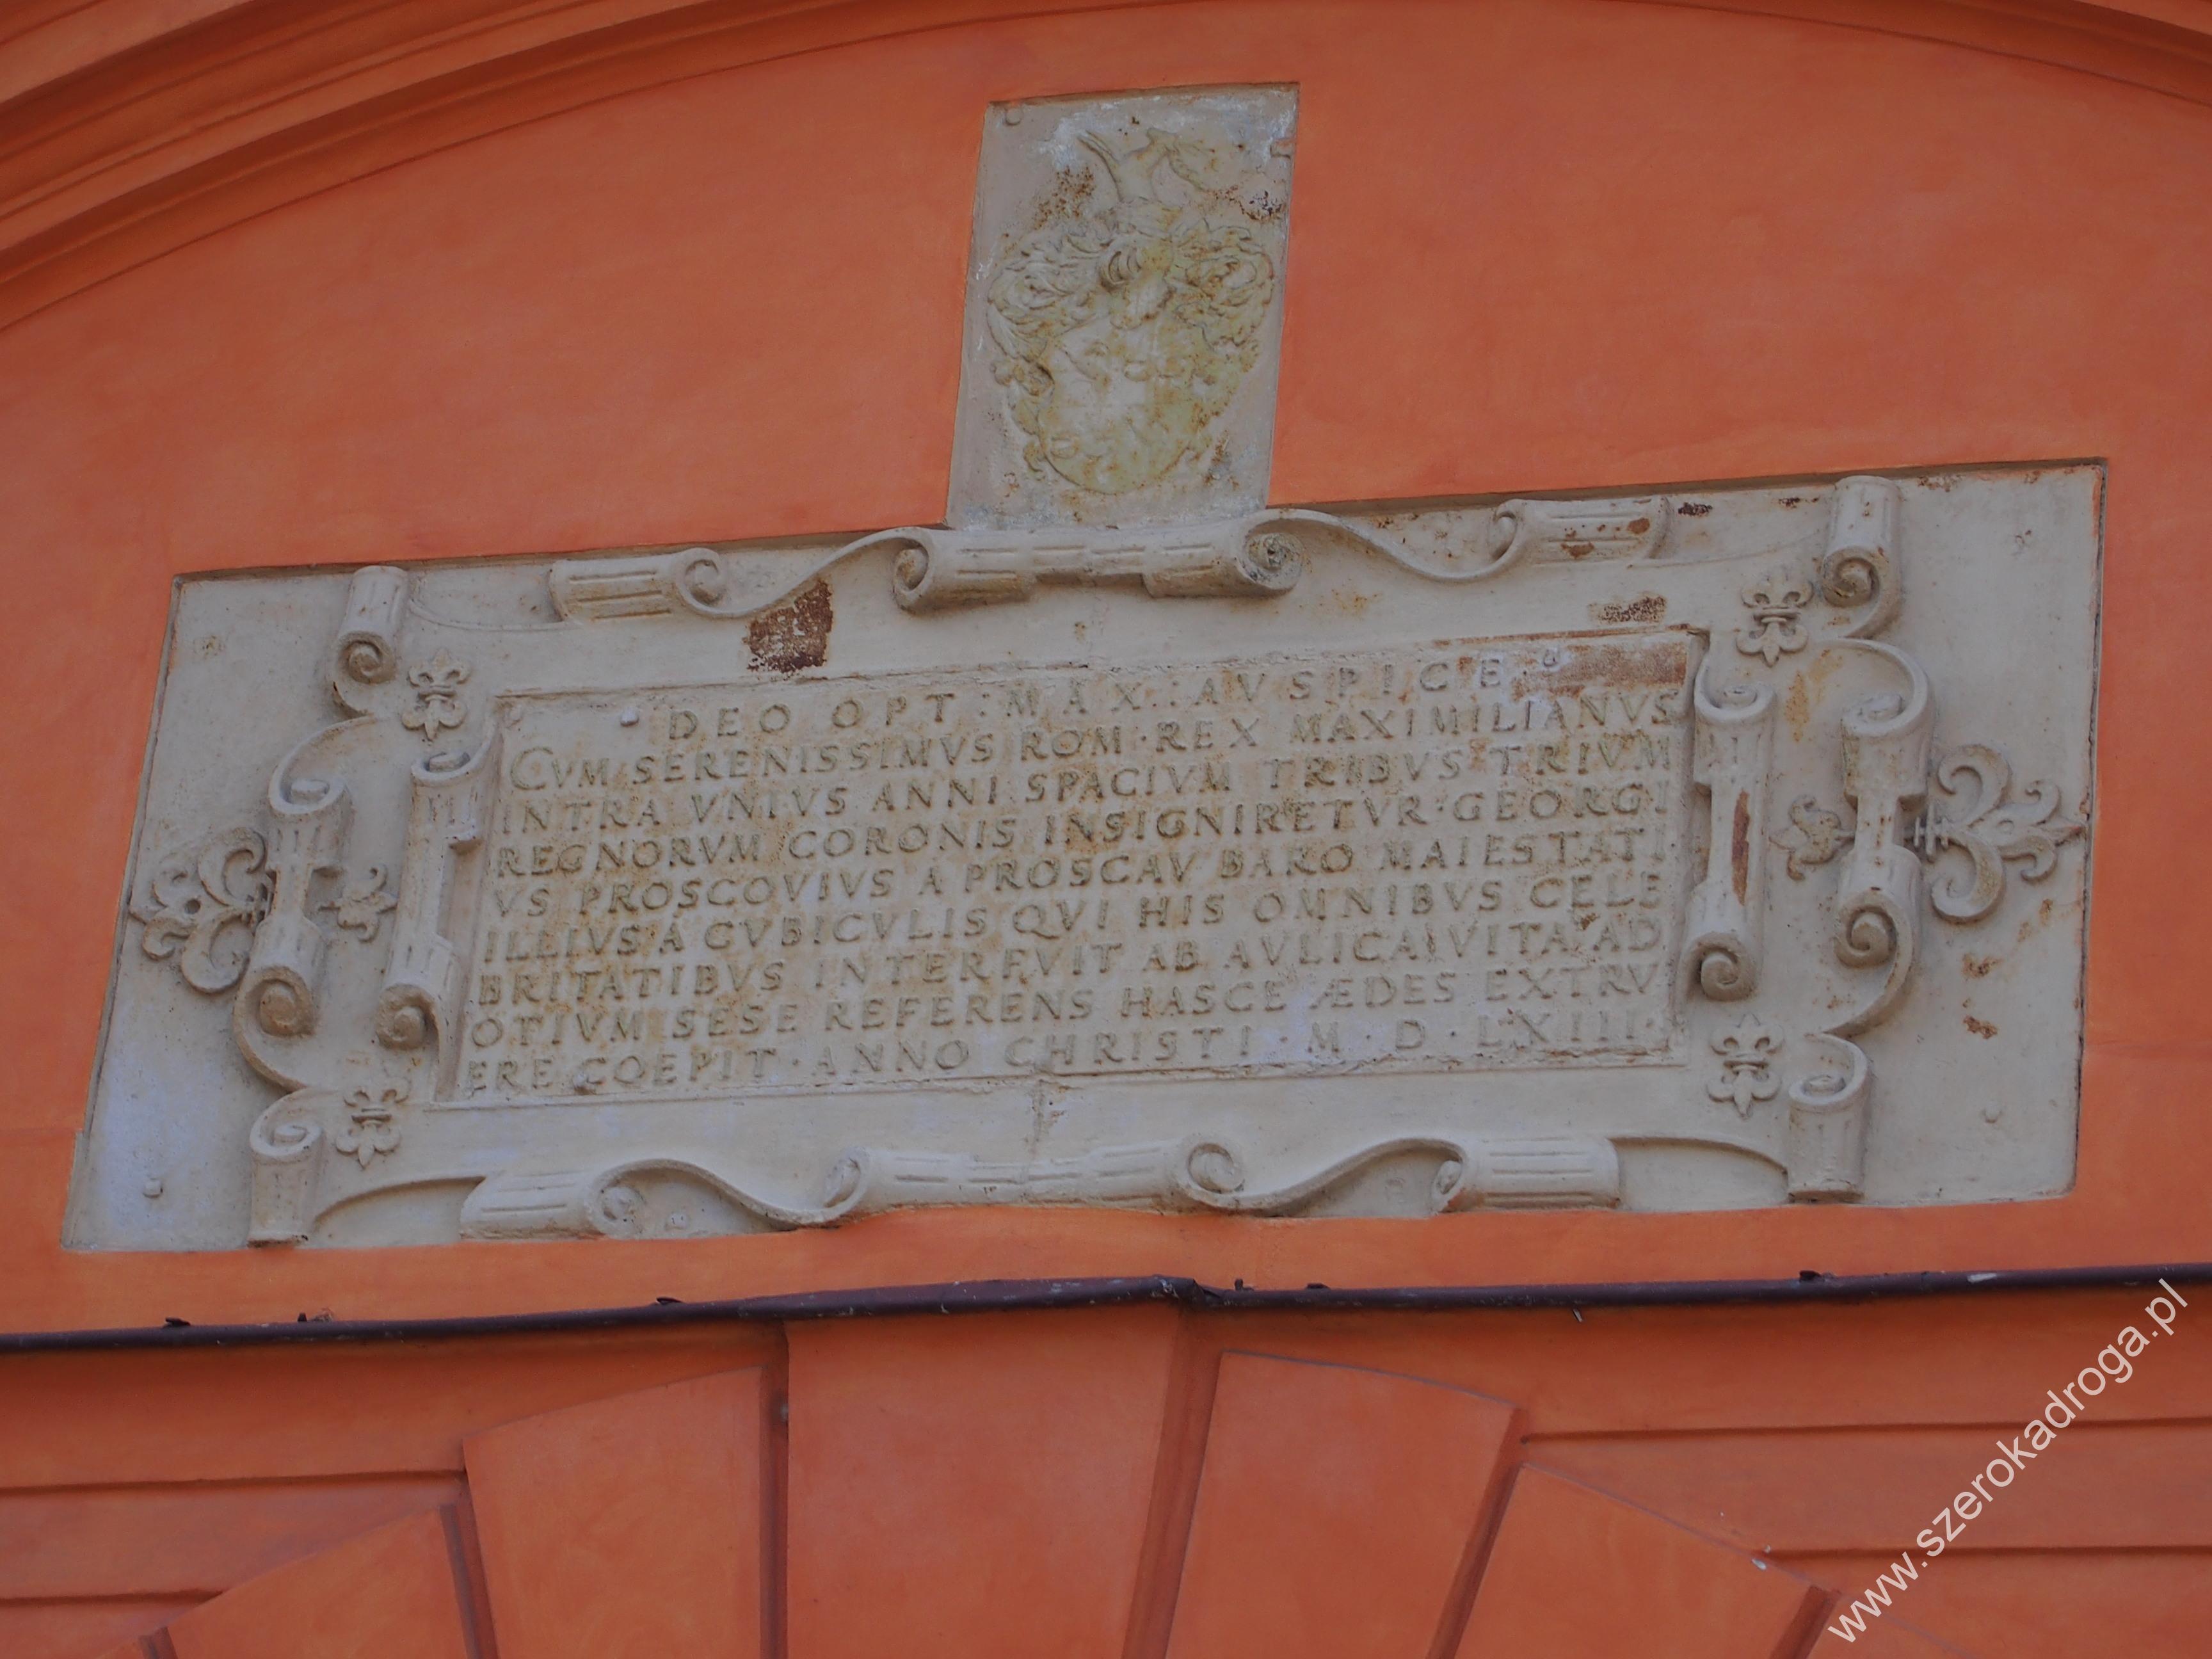 DEO OPT : MAX : AVSPICE
CVM SERENISSIMVS ROM · REX MAXIMILIANVS
INTRA VNIVS ANNI SPACIVM TRIBVS TRIVM
REGNORVM CORONIS INSIGNIRETVR · GEORGI
VS PROSCOVIVS A PROSCAV BARO MAIESTATI
ILLIVS A CVBICVLIS QVI HIS OMNIBVS CELE
BRITATIBVS INTERFVIT AB AVLICA VITA AD
OTIVM SESE REFERENS HASCE ÆDES EXTRV
ERE COEPIT · ANNO CHRISTI · M · D · LXIII ·
www.szerokadroga.pl